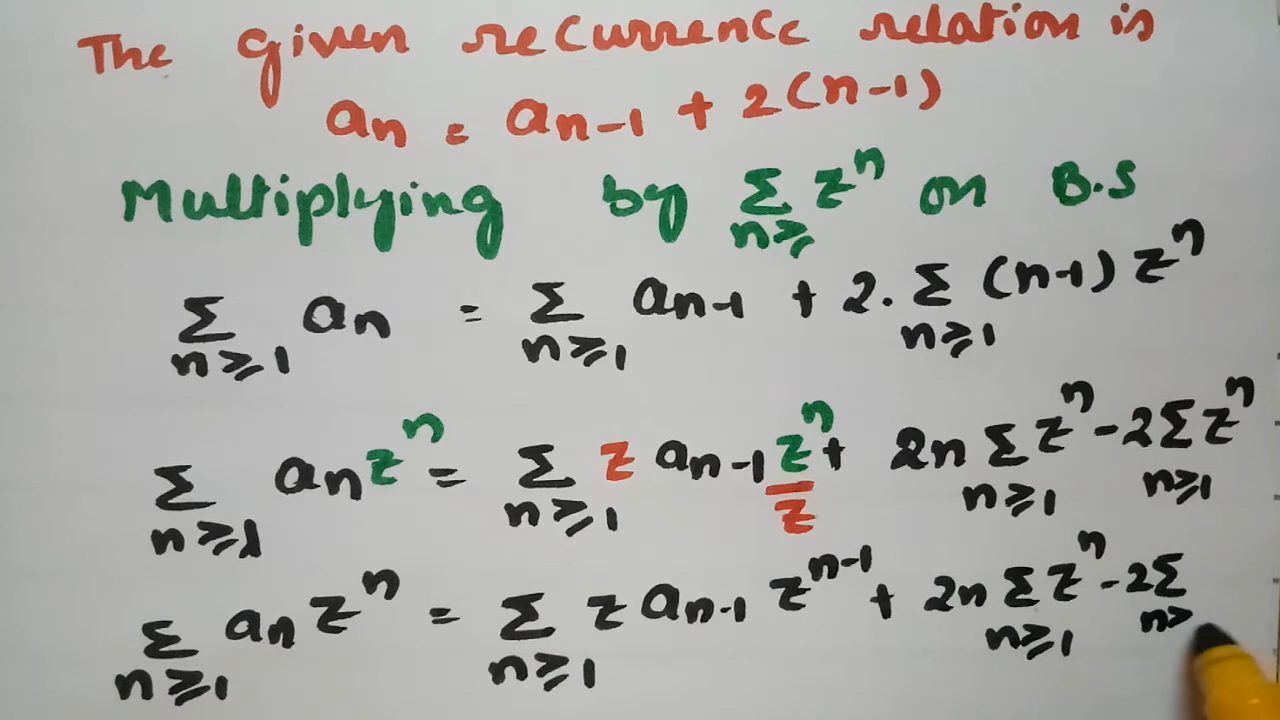 The given recurrence relation is
an = an-1 + 2(n-1)
Multiplying by Σ n≥ z^n on B.S
Σ n≥1 an = Σ n≥1 an-1 + 2. Σ n≥1 (n-1) z^n
Σ n≥1 an z^n = Σ n≥1 z an-1 z^n/z + 2n Σ n≥1 z^n - 2 Σ n≥1 z^n
Σ n≥1 an z^n = Σ n≥1 z an-1 z^n-1 + 2n Σ n≥1 z^n - 2 Σ n>